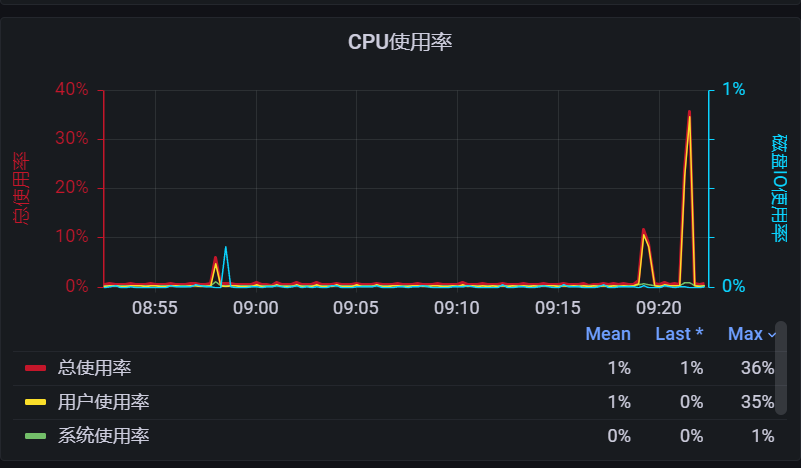 CPU使用率
40%
30%
20%
10%
0%
总使用率
1%
0%
磁盘IO使用率
08:55
09:00
09:05
09:10
09:15
09:20
Mean Last * Max
总使用率 1% 1% 36%
用户使用率 1% 0% 35%
系统使用率 0% 0% 1%